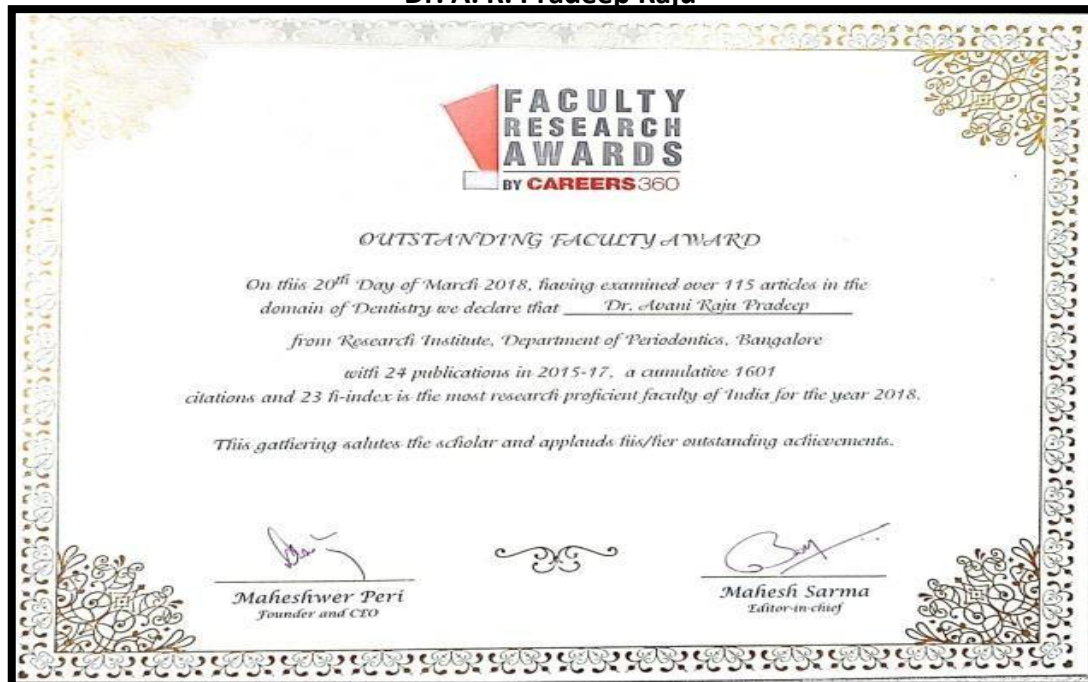 Dr. A. R. Pradeep Raju
FACULTY
RESEARCH
AWARDS
BY CAREERS360
OUTSTANDING FACULTY AWARD
On this 20th Day of March 2018, having examined over 115 articles in the
domain of Dentistry we declare that Dr. Avani Raju Pradeep
from Research Institute, Department of Periodontics, Bangalore
with 24 publications in 2015-17, a cumulative 1601
citations and 23 h-index is the most research proficient faculty of India for the year 2018.
This gathering salutes the scholar and applauds his/her outstanding achievements.
Maheshwer Peri
Founder and CEO
Mahesh Sarma
Editor-in-chief